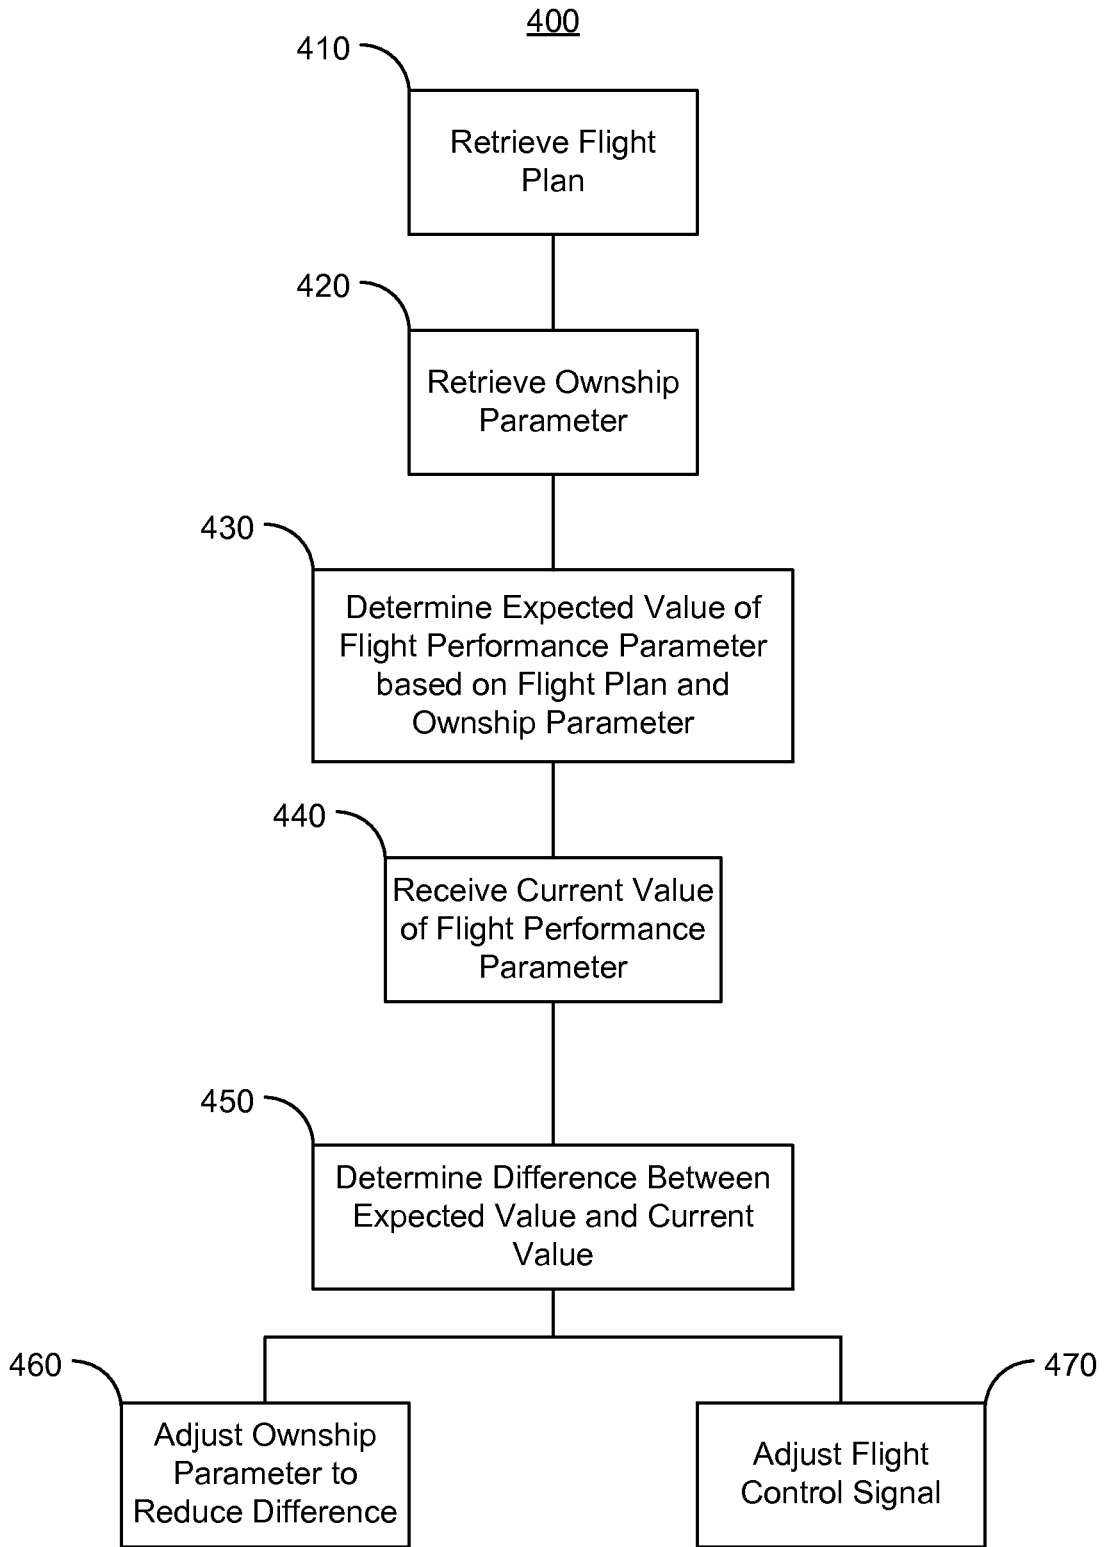 400
410
Retrieve Flight
Plan
420
Retrieve Ownship
Parameter
430
Determine Expected Value of
Flight Performance Parameter
based on Flight Plan and
Ownship Parameter
440
Receive Current Value
of Flight Performance
Parameter
450
Determine Difference Between
Expected Value and Current
Value
460
Adjust Ownship
Parameter to
Reduce Difference
470
Adjust Flight
Control Signal